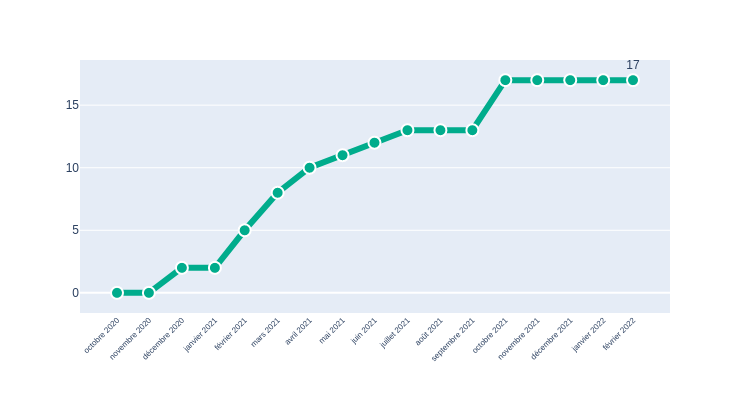 17
15
10
5
0
octobre 2020
novembre 2020
décembre 2020
janvier 2021
février 2021
mars 2021
avril 2021
mai 2021
juin 2021
juillet 2021
août 2021
septembre 2021
octobre 2021
novembre 2021
décembre 2021
janvier 2022
février 2022